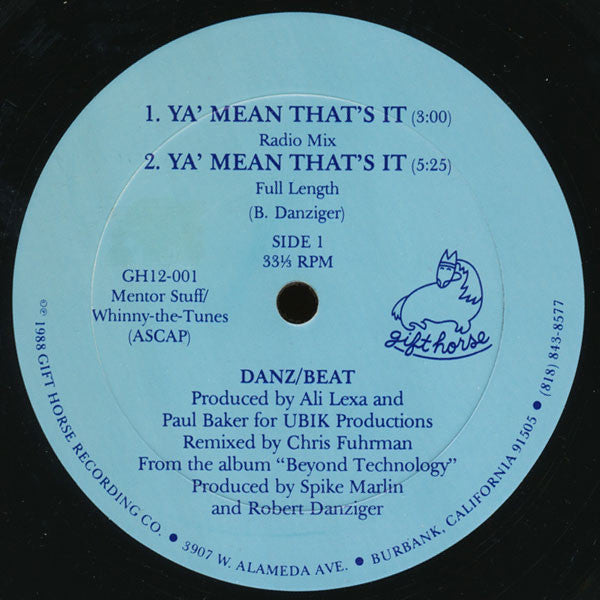 1. YA' MEAN THAT'S IT (3:00)
Radio Mix
2. YA' MEAN THAT'S IT (5:25)
Full Length
(B. Danziger)
SIDE 1
33⅓ RPM
GH12-001
Mentor Stuff/
Whinny-the-Tunes
(ASCAP)
gift horse
DANZ/BEAT
Produced by Ali Lexa and
Paul Baker for UBIK Productions
Remixed by Chris Fuhrman
From the album “Beyond Technology”
Produced by Spike Marlin
and Robert Danziger
©℗ 1988 GIFT HORSE RECORDING CO. • 3907 W. ALAMEDA AVE. • BURBANK, CALIFORNIA 91505 • (818) 843-8577